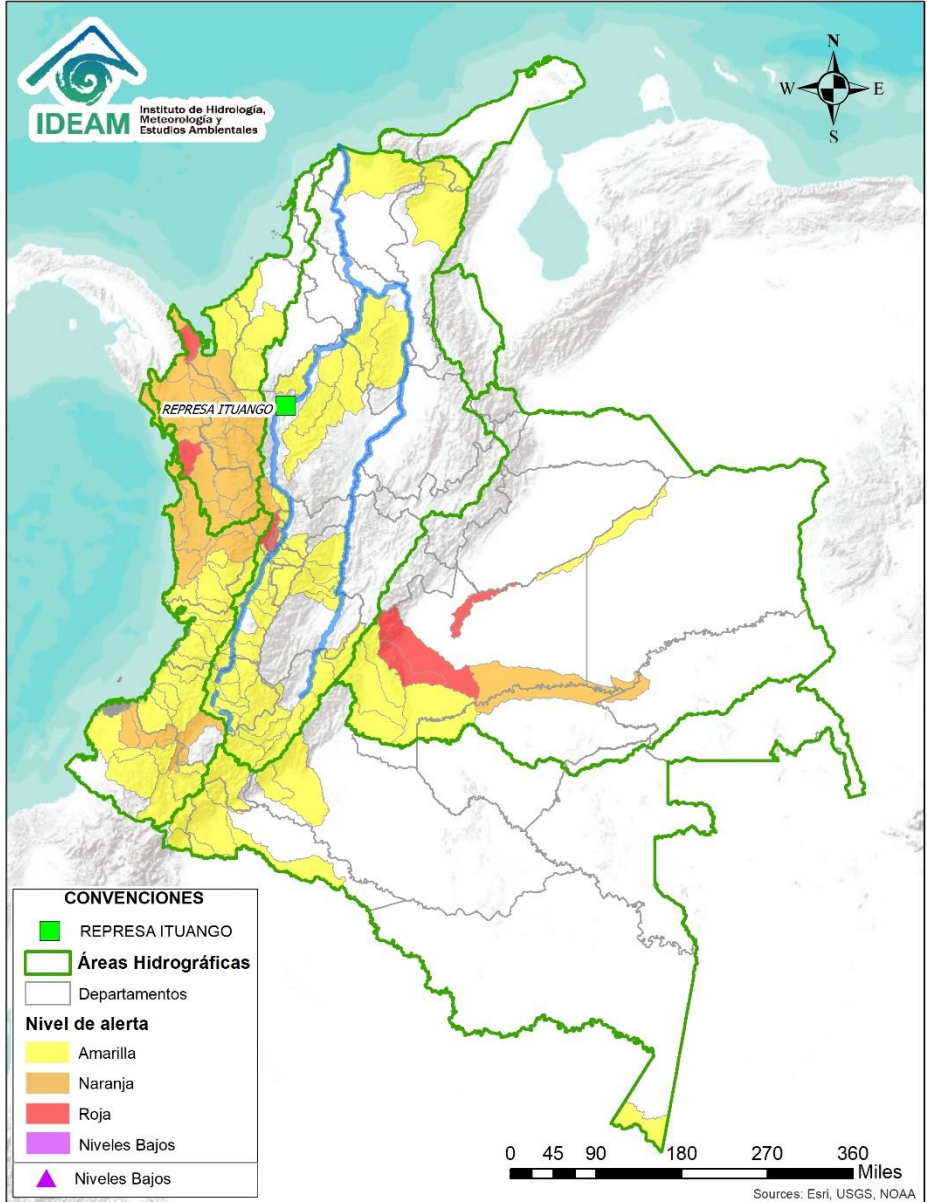 IDEAM
Instituto de Hidrología,
Meteorología y
Estudios Ambientales
N
W
E
S
REPRESA ITUANGO
CONVENCIONES
REPRESA ITUANGO
Áreas Hidrográficas
Departamentos
Nivel de alerta
Amarilla
Naranja
Roja
Niveles Bajos
Niveles Bajos
0 45 90 180 270 360
Miles
Sources: Esri, USGS, NOAA